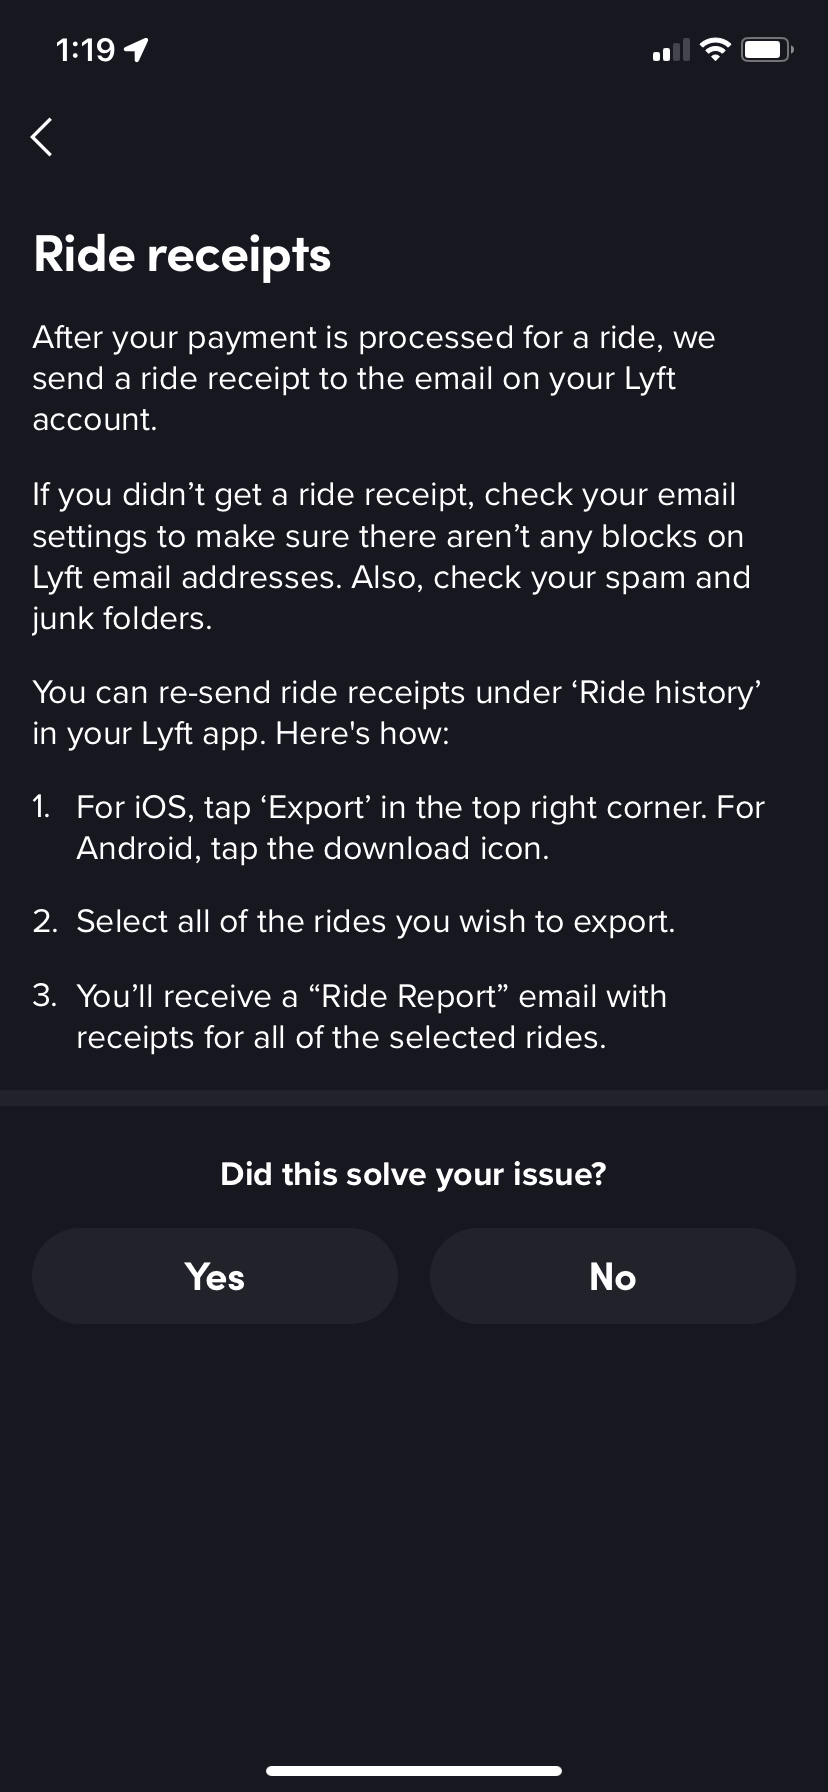 1:19
Ride receipts
After your payment is processed for a ride, we
send a ride receipt to the email on your Lyft
account.
If you didn’t get a ride receipt, check your email
settings to make sure there aren’t any blocks on
Lyft email addresses. Also, check your spam and
junk folders.
You can re-send ride receipts under ‘Ride history’
in your Lyft app. Here's how:
1. For iOS, tap ‘Export’ in the top right corner. For
Android, tap the download icon.
2. Select all of the rides you wish to export.
3. You’ll receive a “Ride Report” email with
receipts for all of the selected rides.
Did this solve your issue?
Yes No